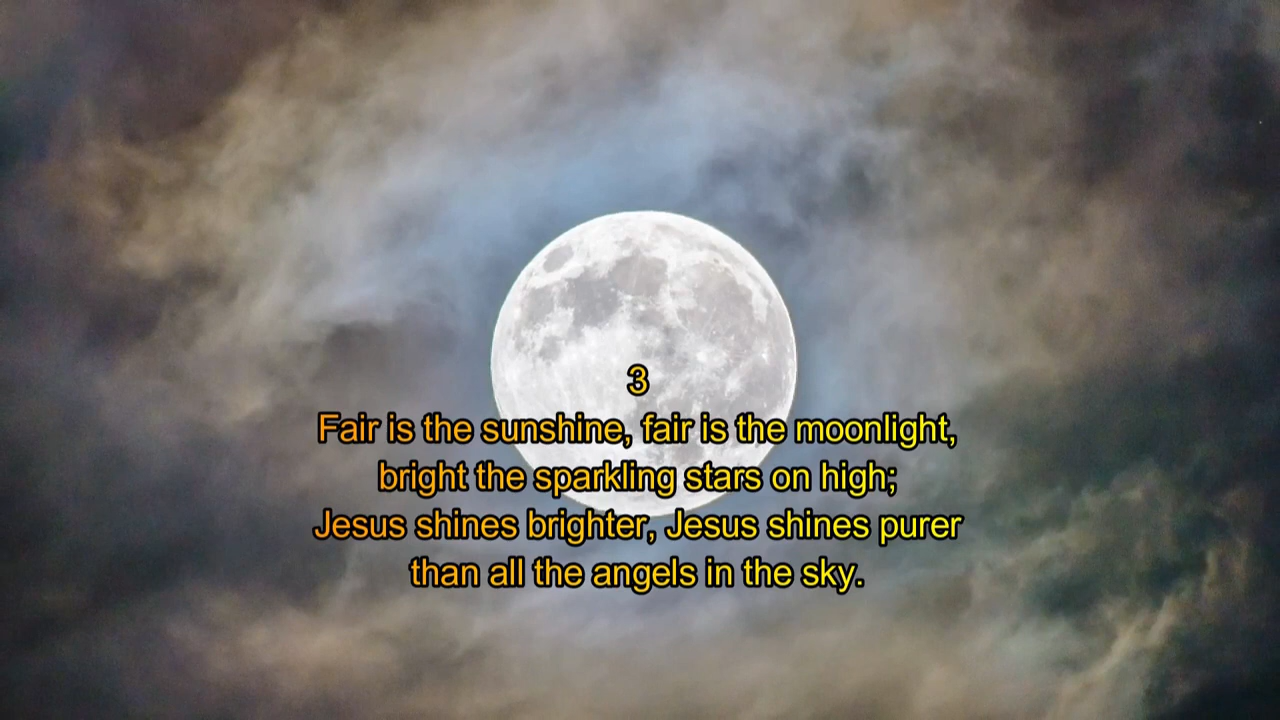 3
Fair is the sunshine, fair is the moonlight,
bright the sparkling stars on high;
Jesus shines brighter, Jesus shines purer
than all the angels in the sky.